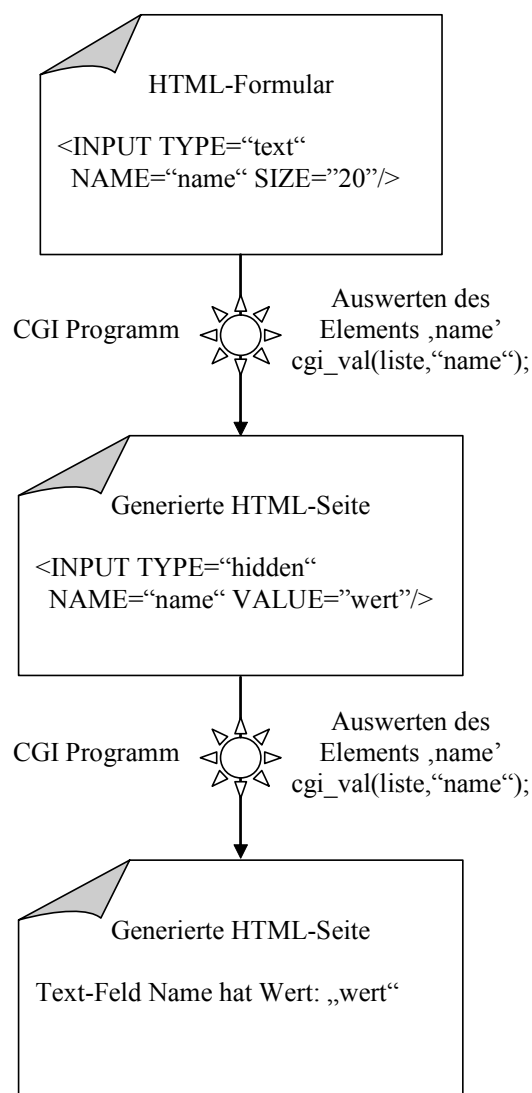 HTML-Formular
<INPUT TYPE=“text“
NAME=“name“ SIZE=”20”/>
CGI Programm
Auswerten des
Elements ‚name’
cgi_val(liste,“name“);
Generierte HTML-Seite
<INPUT TYPE=“hidden“
NAME=“name“ VALUE=”wert”/>
CGI Programm
Auswerten des
Elements ‚name’
cgi_val(liste,“name“);
Generierte HTML-Seite
Text-Feld Name hat Wert: „wert“